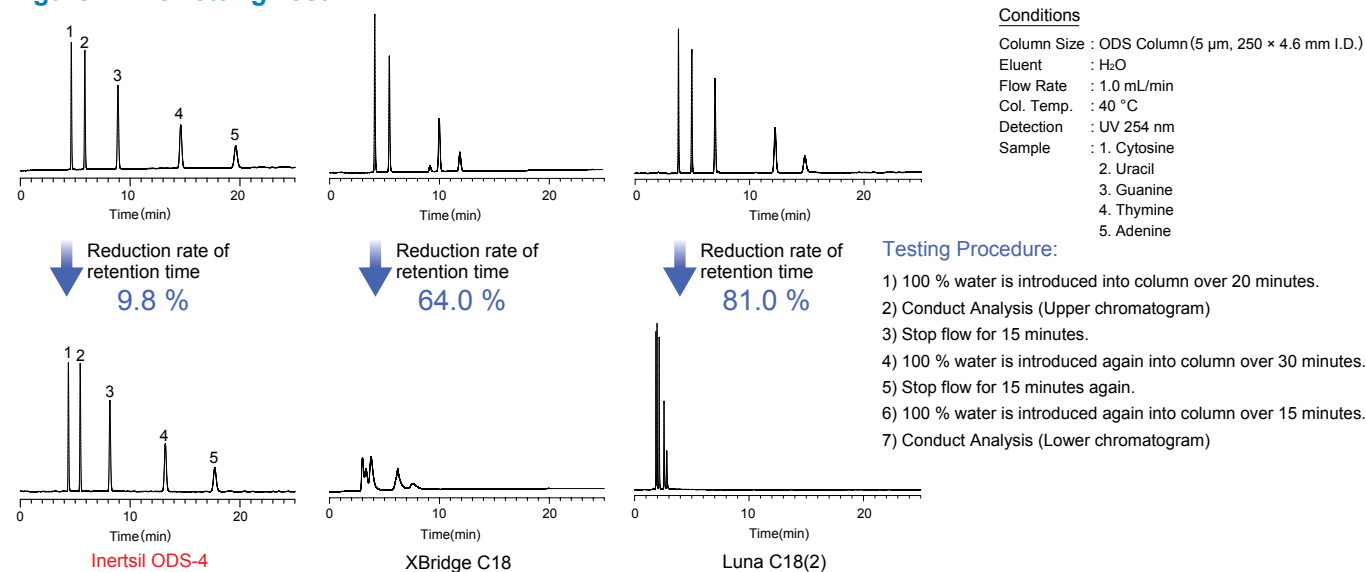 1
2
3
4
5
0 10 20
Time(min)
0 10 20
Time(min)
0 10 20
Time(min)
Conditions
Column Size : ODS Column(5 μm, 250 × 4.6 mm I.D.)
Eluent : H₂O
Flow Rate : 1.0 mL/min
Col. Temp. : 40 °C
Detection : UV 254 nm
Sample : 1. Cytosine
2. Uracil
3. Guanine
4. Thymine
5. Adenine
Reduction rate of
retention time
9.8 %
Reduction rate of
retention time
64.0 %
Reduction rate of
retention time
81.0 %
Testing Procedure:
1) 100 % water is introduced into column over 20 minutes.
2) Conduct Analysis (Upper chromatogram)
3) Stop flow for 15 minutes.
4) 100 % water is introduced again into column over 30 minutes.
5) Stop flow for 15 minutes again.
6) 100 % water is introduced again into column over 15 minutes.
7) Conduct Analysis (Lower chromatogram)
1
2
3
4
5
0 10 20
Time(min)
Inertsil ODS-4
0 10 20
Time(min)
XBridge C18
0 10 20
Time(min)
Luna C18(2)